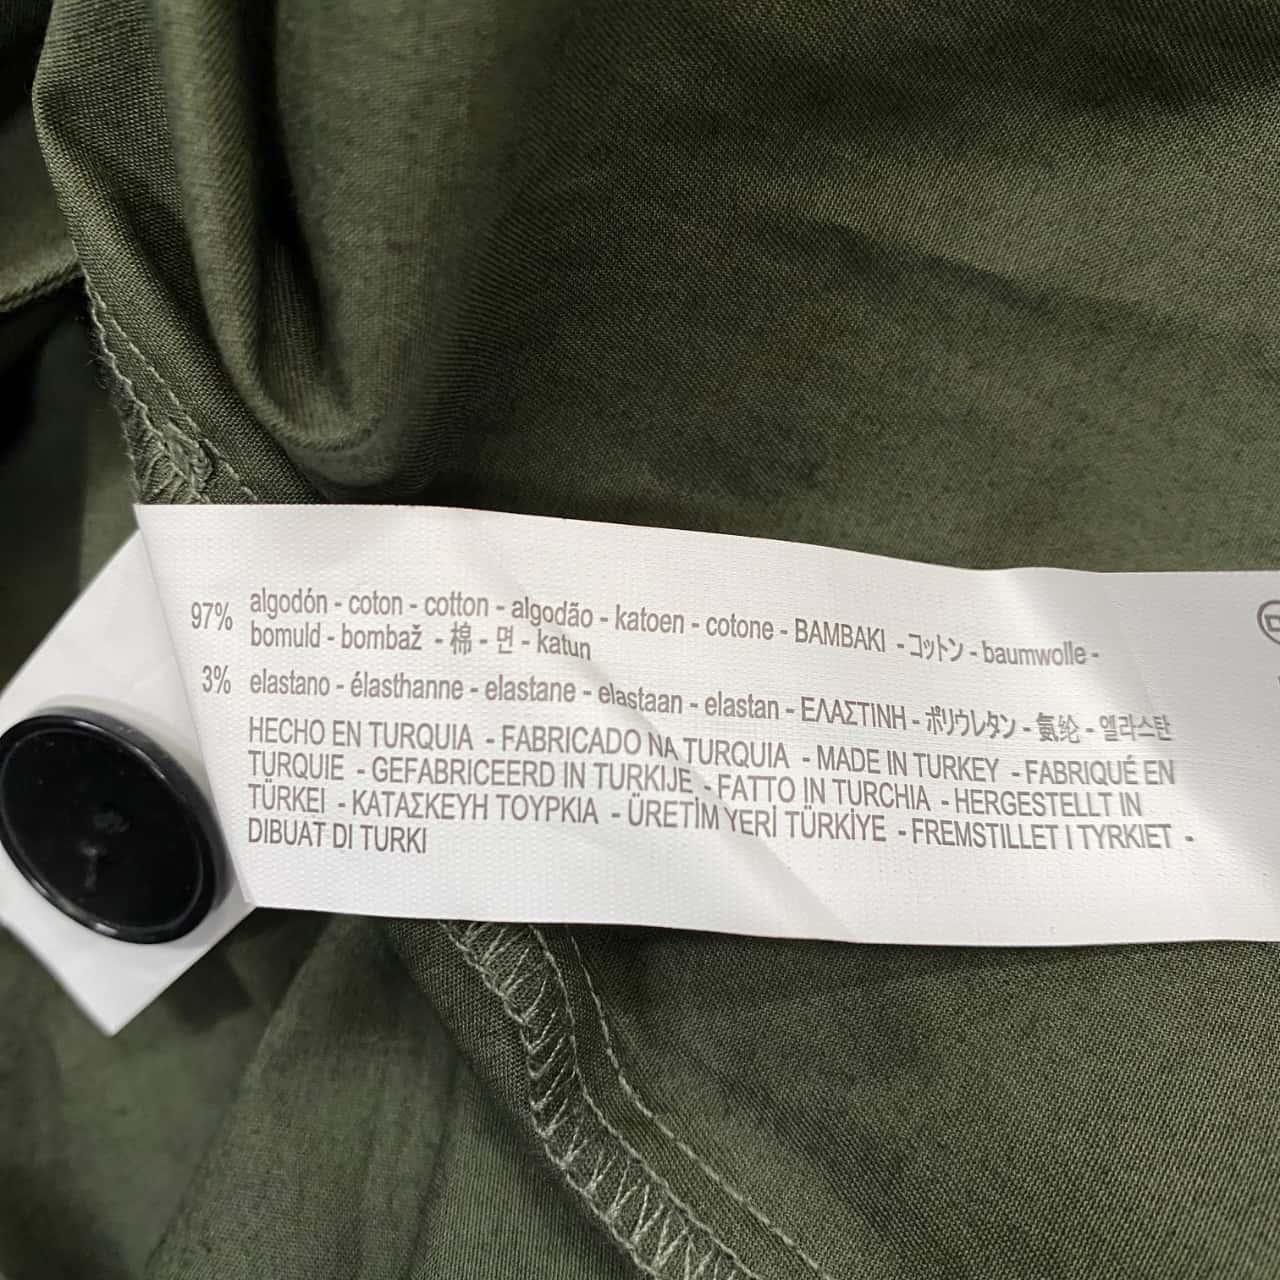 97% algodón - coton - cotton - algodão - katoen - cotone - BAMBAKI - コットン - baumwolle -
bomuld - bombaž - 棉 - 면 - katun
3% elastano - élasthanne - elastane - elastaan - elastan - ΕΛΑΣΤΙΝΗ - ポリウレタン - 氨纶 - 엘라스탄
HECHO EN TURQUIA - FABRICADO NA TURQUIA - MADE IN TURKEY - FABRIQUÉ EN
TURQUIE - GEFABRICEERD IN TURKIJE - FATTO IN TURCHIA - HERGESTELLT IN
TÜRKEI - ΚΑΤΑΣΚΕΥΗ ΤΟΥΡΚΙΑ - ÜRETİM YERİ TÜRKİYE - FREMSTILLET I TYRKIET -
DIBUAT DI TURKI